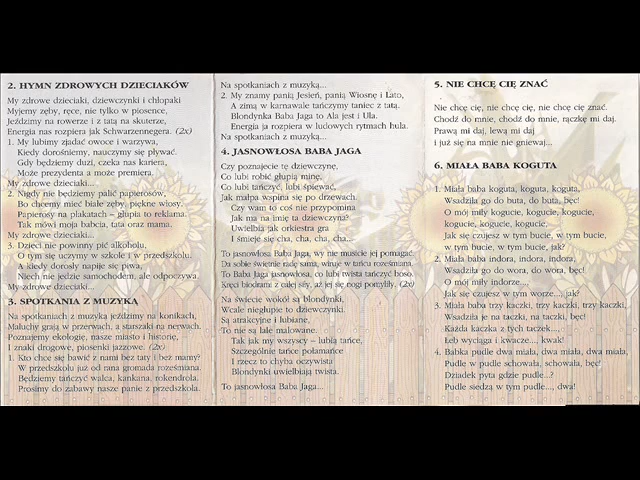 2. HYMN ZDROWYCH DZIECIAKÓW
My zdrowe dzieciaki, dziewczynki i chłopaki
Myjemy zęby, ręce, nie tylko w piosence,
Jeździmy na rowerze i z tatą na skuterze,
Energia nas rozpiera jak Schwarzennegera. (2x)
1. My lubimy zjadać owoce i warzywa,
Kiedy dorośniemy, nauczymy się pływać.
Gdy będziemy duzi, czeka nas kariera,
Może prezydenta a może premiera.
My zdrowe dzieciaki...
2. Nigdy nie będziemy palić papierosów,
Bo chcemy mieć białe zęby, piękne włosy.
Papierosy na plakatach – głupia to reklama.
Tak mówi moja babcia, tata oraz mama.
My zdrowe dzieciaki...
3. Dzieci nie powinny pić alkoholu,
O tym się uczymy w szkole i w przedszkolu.
A kiedy dorosły napije się piwa,
Niech nie jedzie samochodem, ale odpoczywa.
My zdrowe dzieciaki...
3. SPOTKANIA Z MUZYKĄ
Na spotkaniach z muzyką jeździmy na konikach,
Maluchy grają w przerwach, a starszaki na nerwach.
Poznajemy ekologię, nasze miasto i historię,
I znaki drogowe, piosenki jazzowe. (2x)
1. Kto chce się bawić z nami bez taty i bez mamy?
W przedszkolu już od rana gromada roześmiana.
Będziemy tańczyć walca, kankana, rokendrola.
Prosimy do zabawy nasze panie z przedszkola.
Na spotkaniach z muzyką...
2. My znamy panią Jesień, panią Wiosnę i Lato,
A zimą w karnawale tańczymy taniec z tatą.
Blondynka Baba Jaga to Ala jest i Ula.
Energia ja rozpiera w ludowych rytmach hula.
Na spotkaniach z muzyką...
4. JASNOWŁOSA BABA JAGA
Czy poznajecie tę dziewczynę,
Co lubi robić głupią minę,
Co lubi tańczyć, lubi śpiewać,
Jak małpa wspina się po drzewach.
Czy wam to coś nie przypomina
Jak ma na imię ta dziewczyna?
Uwielbia jak orkiestra gra
I śmieje się cha, cha, cha, cha...
To jasnowłosa Baba Jaga, wy nie musicie jej pomagać.
Da sobie świetnie radę sama, wiruje w tańcu roześmiana.
To Baba Jaga jasnowłosa, co lubi twista tańczyć boso.
Kręci biodrami z całej siły, aż jej się nogi pomyliły. (2x)
Na świecie wokół są blondynki,
Wcale niegłupie to dziewczynki.
Są atrakcyjne i lubiane,
To nie są lale malowane.
Tak jak my wszyscy – lubią tańce,
Szczególnie tańce połamańce
I rzecz to chyba oczywista!
Blondynki uwielbiają twista.
To jasnowłosa Baba Jaga...
5. NIE CHCĘ CIĘ ZNAĆ
Nie chcę cię, nie chcę cię, nie chcę cię znać.
Chodź do mnie, chodź do mnie, rączkę mi daj.
Prawą mi daj, lewą mi daj
i już się na mnie nie gniewaj...
6. MIAŁA BABA KOGUTA
1. Miała baba koguta, koguta, koguta,
Wsadziła go do buta, do buta, bęc!
O mój miły kogucie, kogucie, kogucie,
kogucie, kogucie, kogucie...
Jak się czujesz w tym bucie, w tym bucie,
w tym bucie, w tym bucie, jak?
2. Miała baba indora, indora, indora,
Wsadziła go do wora, do wora, bęc!
O mój miły indorze...,
Jak się czujesz w tym worze..., jak?
3. Miała baba trzy kaczki, trzy kaczki, trzy kaczki,
Wsadziła je na taczki, na taczki, bęc!
Każda kaczka z tych taczek...,
Łeb wyciąga i kwacze..., kwak!
4. Babka pudle dwa miała, dwa miała, dwa miała,
Pudle w pudle schowała, schowała, bęc!
Dziadek pyta gdzie pudle...?
Pudle siedzą w tym pudle..., dwa!